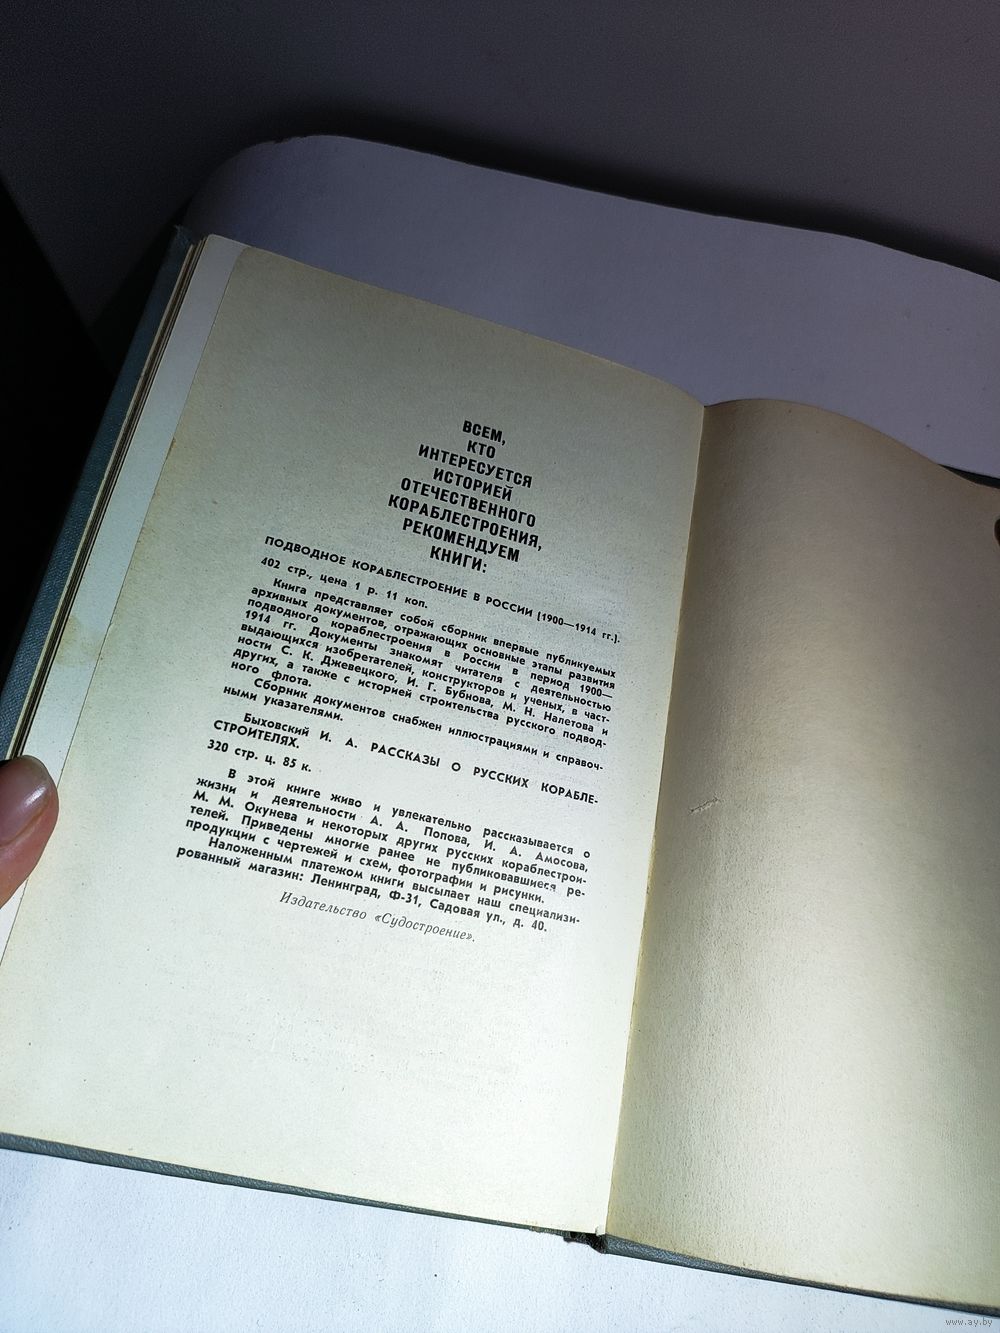 ВСЕМ,
КТО
ИНТЕРЕСУЕТСЯ
ИСТОРИЕЙ
ОТЕЧЕСТВЕННОГО
КОРАБЛЕСТРОЕНИЯ,
РЕКОМЕНДУЕМ
КНИГИ:
ПОДВОДНОЕ КОРАБЛЕСТРОЕНИЕ В РОССИИ (1900—1914 гг.).
402 стр., цена 1 р. 11 коп.
Книга представляет собой сборник впервые публикуемых
архивных документов, отражающих основные этапы развития
подводного кораблестроения в России в период 1900—
1914 гг. Документы знакомят читателя с деятельностью
выдающихся изобретателей, конструкторов и ученых, в част-
ности С. К. Джевецкого, И. Г. Бубнова, М. Н. Налетова и
других, а также с историей строительства русского подвод-
ного флота.
Сборник документов снабжен иллюстрациями и справоч-
ными указателями.
Быховский И. А. РАССКАЗЫ О РУССКИХ КОРАБЛЕ-
СТРОИТЕЛЯХ.
320 стр. ц. 85 к.
В этой книге живо и увлекательно рассказывается о
жизни и деятельности А. А. Попова, И. А. Амосова,
М. М. Окунева и некоторых других русских кораблестрои-
телей. Приведены многие ранее не публиковавшиеся ре-
продукции с чертежей и схем, фотографии и рисунки.
Наложенным платежом книги высылает наш специализи-
рованный магазин: Ленинград, Ф-31, Садовая ул., д. 40.
Издательство «Судостроение».
www.ay.by